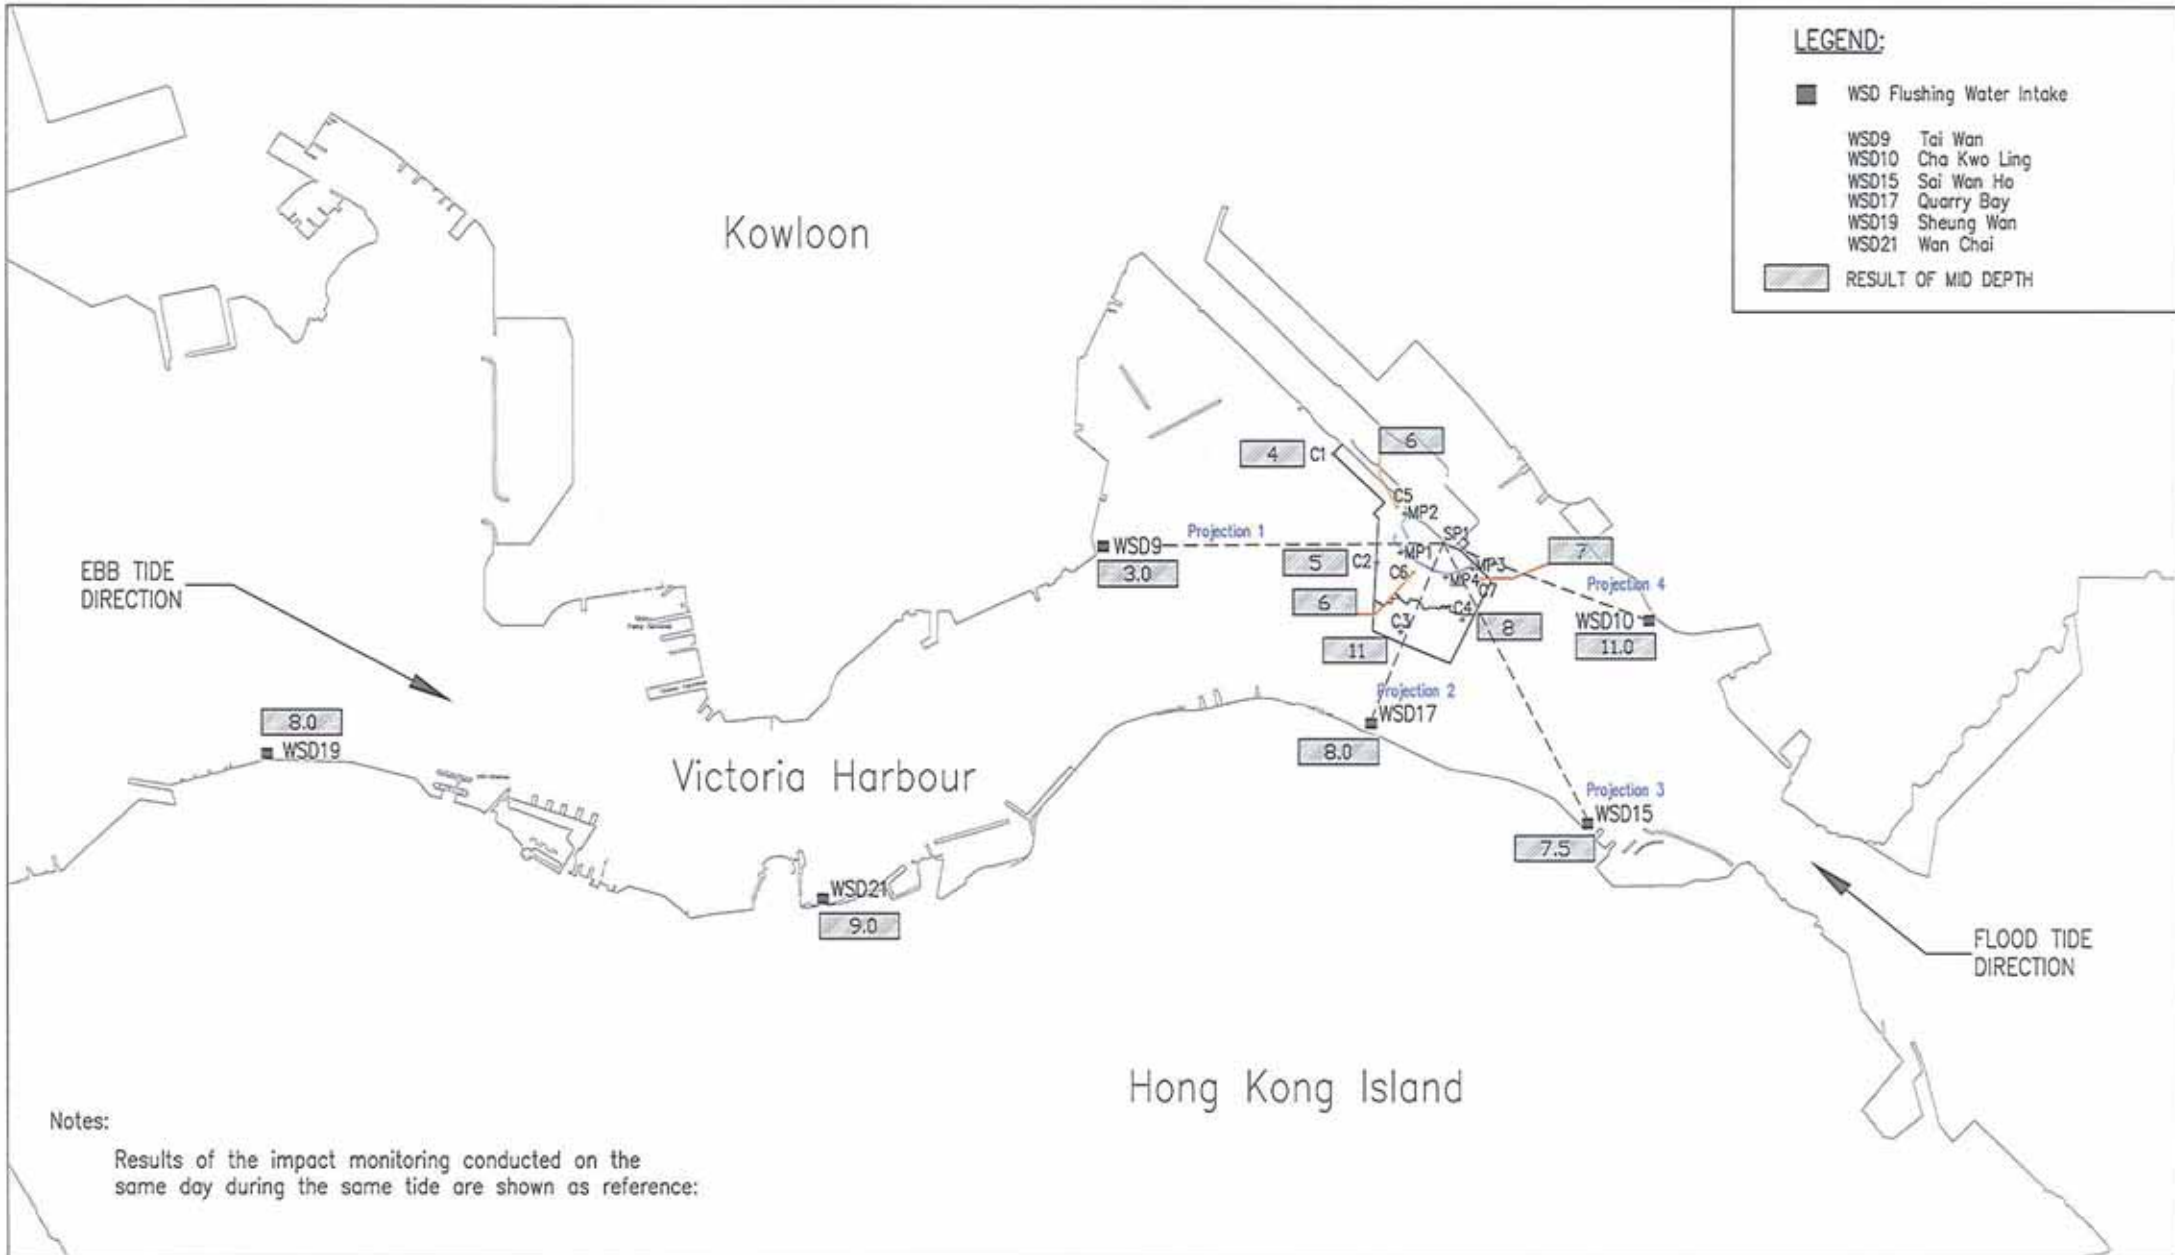 LEGEND:
WSD Flushing Water Intake
WSD9 Tai Wan
WSD10 Cha Kwo Ling
WSD15 Sai Wan Ho
WSD17 Quarry Bay
WSD19 Sheung Wan
WSD21 Wan Chai
RESULT OF MID DEPTH
Kowloon
6
4 C1
C5
MP2
SP1
Projection 1
WSD9
3.0
5 C2
MP1
7
MP3
C6
MP4
C7
Projection 4
6
C4
C3
8
WSD10
11.0
11
EBB TIDE
DIRECTION
Projection 2
WSD17
8.0
8.0
WSD19
Victoria Harbour
Projection 3
WSD15
7.5
WSD21
9.0
FLOOD TIDE
DIRECTION
Hong Kong Island
Notes:
Results of the impact monitoring conducted on the
same day during the same tide are shown as reference: